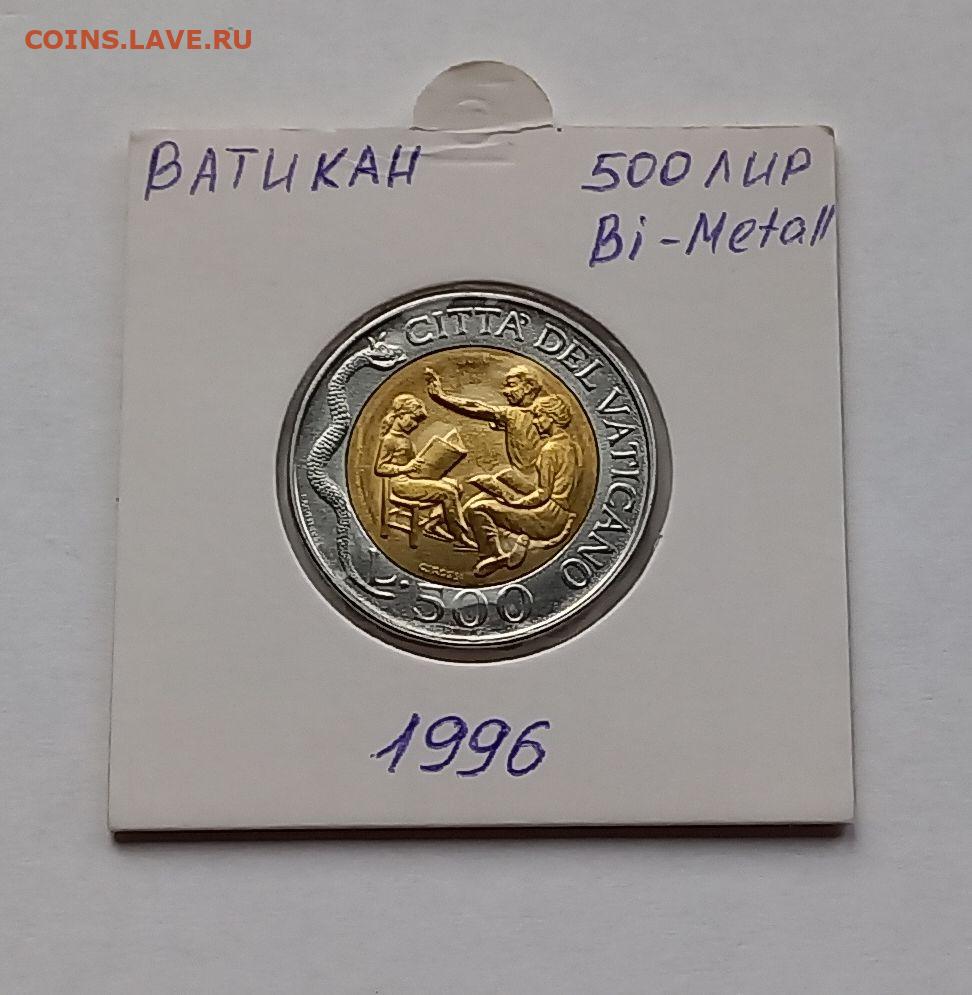 COINS.LAVE.RU
ВАТИКАН
500 ЛИР
Bi-Metall
CITTA' DEL VATICANO
L.500
1996